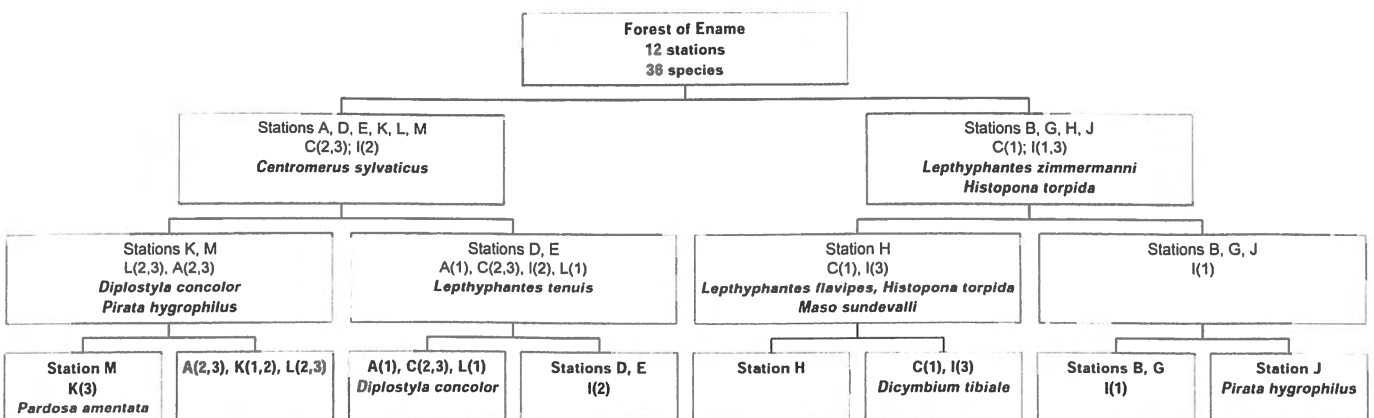 Forest of Ename
12 stations
36 species
Stations A, D, E, K, L, M
C(2,3); I(2)
Centromerus sylvaticus
Stations B, G, H, J
C(1); I(1,3)
Lepthyphantes zimmermanni
Histopona torpida
Stations K, M
L(2,3), A(2,3)
Diplostyla concolor
Pirata hygrophilus
Stations D, E
A(1), C(2,3), I(2), L(1)
Lepthyphantes tenuis
Station H
C(1), I(3)
Lepthyphantes flavipes, Histopona torpida
Maso sundevalli
Stations B, G, J
I(1)
Station M
K(3)
Pardosa amentata
A(2,3), K(1,2), L(2,3)
A(1), C(2,3), L(1)
Diplostyla concolor
Stations D, E
I(2)
Station H
C(1), I(3)
Dicymbium tibiale
Stations B, G
I(1)
Station J
Pirata hygrophilus